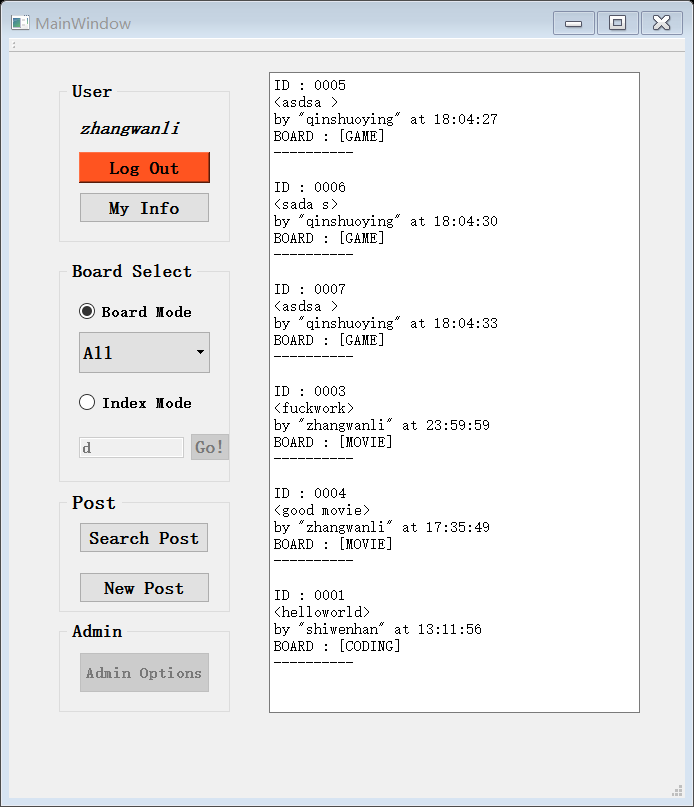 MainWindow
User
zhangwanli
Log Out
My Info
Board Select
Board Mode
All
Index Mode
d
Go!
Post
Search Post
New Post
Admin
Admin Options
ID : 0005
<asdsa >
by "qinshuoying" at 18:04:27
BOARD : [GAME]
----------
ID : 0006
<sada s>
by "qinshuoying" at 18:04:30
BOARD : [GAME]
----------
ID : 0007
<asdsa >
by "qinshuoying" at 18:04:33
BOARD : [GAME]
----------
ID : 0003
<fuckwork>
by "zhangwanli" at 23:59:59
BOARD : [MOVIE]
----------
ID : 0004
<good movie>
by "zhangwanli" at 17:35:49
BOARD : [MOVIE]
----------
ID : 0001
<helloworld>
by "shiwenhan" at 13:11:56
BOARD : [CODING]
----------